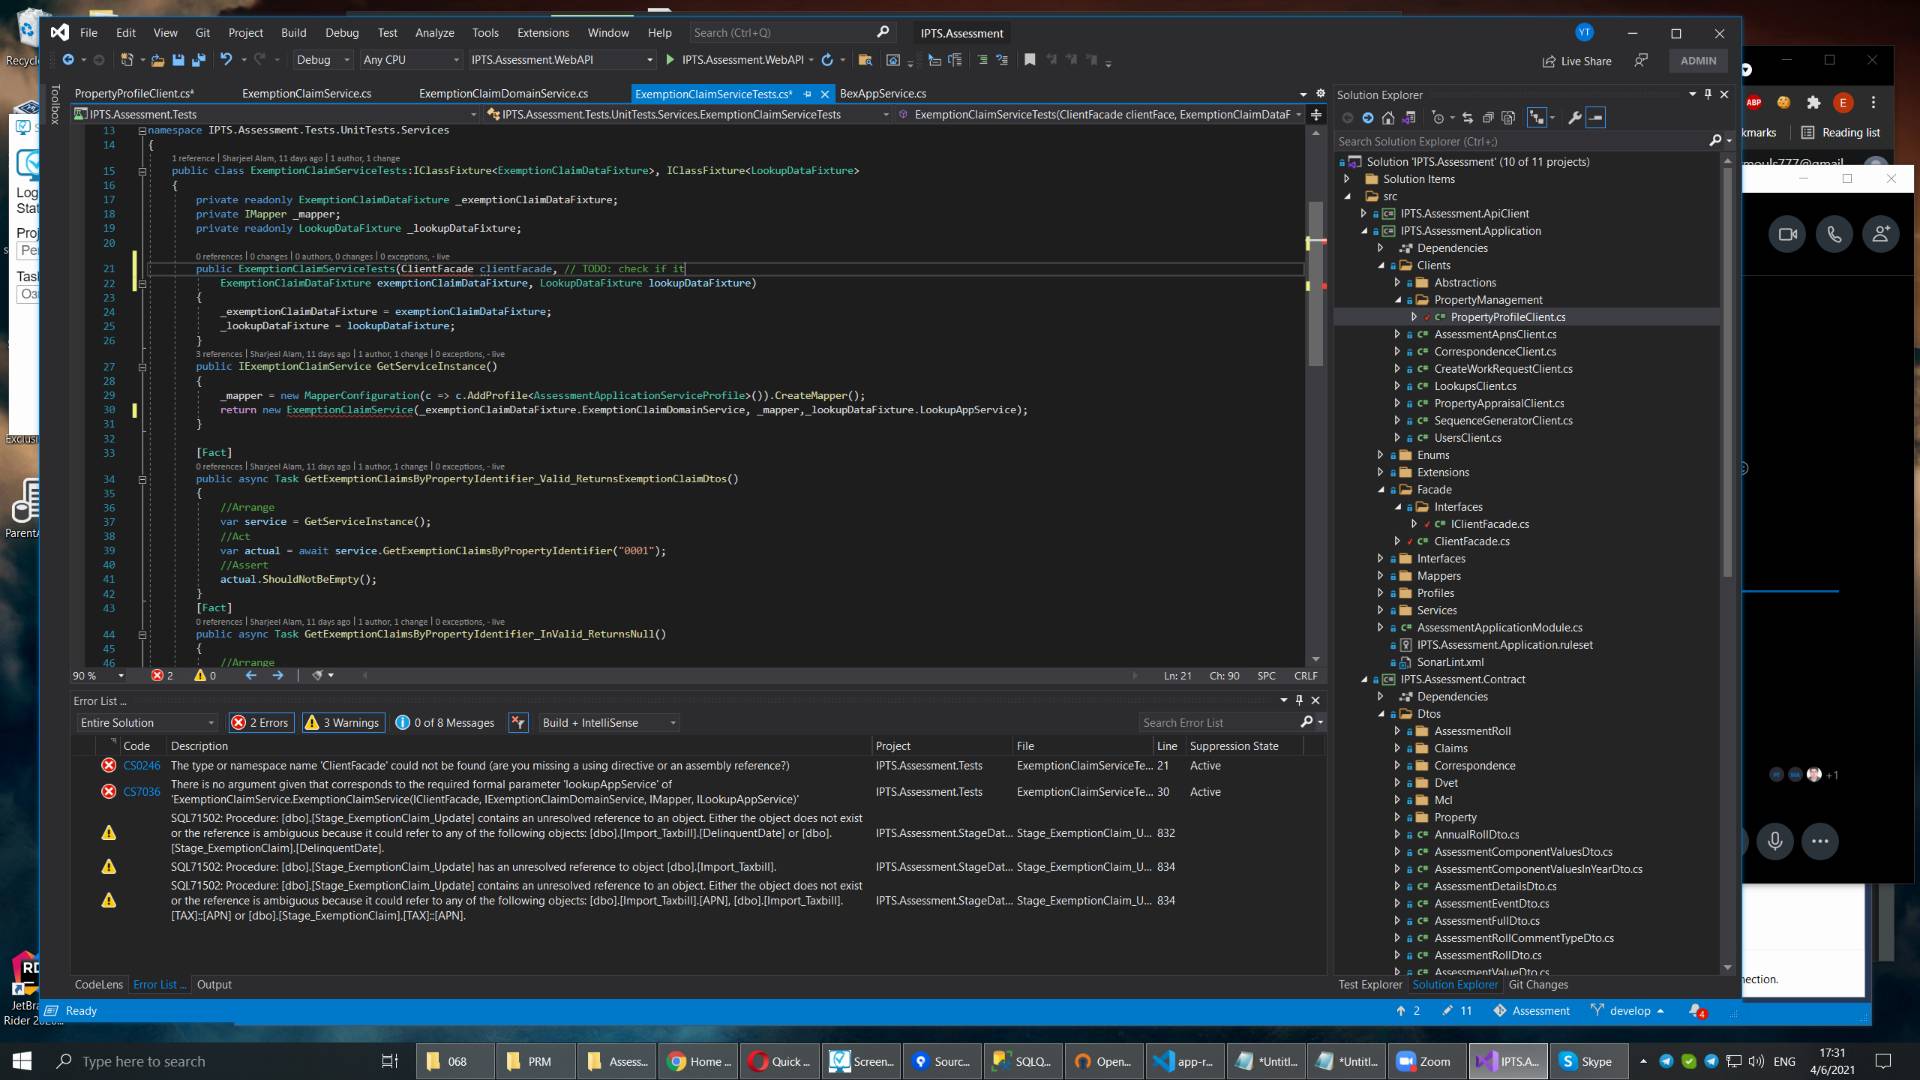 File Edit View Git Project Build Debug Test Analyze Tools Extensions Window Help Search (Ctrl+Q) IPTS.Assessment YT
Debug Any CPU IPTS.Assessment.WebAPI IPTS.Assessment.WebAPI Live Share ADMIN
PropertyProfileClient.cs* ExemptionClaimService.cs ExemptionClaimDomainService.cs ExemptionClaimServiceTests.cs* BexAppService.cs
IPTS.Assessment.Tests IPTS.Assessment.Tests.UnitTests.Services.ExemptionClaimServiceTests ExemptionClaimServiceTests(ClientFacade clientFace, ExemptionClaimDataF
Toolbox
13 namespace IPTS.Assessment.Tests.UnitTests.Services
14 {
1 reference | Sharjeel Alam, 11 days ago | 1 author, 1 change
15 public class ExemptionClaimServiceTests:IClassFixture<ExemptionClaimDataFixture>, IClassFixture<LookupDataFixture>
16 {
17 private readonly ExemptionClaimDataFixture _exemptionClaimDataFixture;
18 private IMapper _mapper;
19 private readonly LookupDataFixture _lookupDataFixture;
20
0 references | 0 changes | 0 authors, 0 changes | 0 exceptions, - live
21 public ExemptionClaimServiceTests(ClientFacade clientFacade, // TODO: check if it
22 ExemptionClaimDataFixture exemptionClaimDataFixture, LookupDataFixture lookupDataFixture)
23 {
24 _exemptionClaimDataFixture = exemptionClaimDataFixture;
25 _lookupDataFixture = lookupDataFixture;
26 }
3 references | Sharjeel Alam, 11 days ago | 1 author, 1 change | 0 exceptions, - live
27 public IExemptionClaimService GetServiceInstance()
28 {
29 _mapper = new MapperConfiguration(c => c.AddProfile<AssessmentApplicationServiceProfile>()).CreateMapper();
30 return new ExemptionClaimService(_exemptionClaimDataFixture.ExemptionClaimDomainService, _mapper,_lookupDataFixture.LookupAppService);
31 }
32
33 [Fact]
0 references | Sharjeel Alam, 11 days ago | 1 author, 1 change | 0 exceptions, - live
34 public async Task GetExemptionClaimsByPropertyIdentifier_Valid_ReturnsExemptionClaimDtos()
35 {
36 //Arrange
37 var service = GetServiceInstance();
38 //Act
39 var actual = await service.GetExemptionClaimsByPropertyIdentifier("0001");
40 //Assert
41 actual.ShouldNotBeEmpty();
42 }
43 [Fact]
0 references | Sharjeel Alam, 11 days ago | 1 author, 1 change | 0 exceptions, - live
44 public async Task GetExemptionClaimsByPropertyIdentifier_InValid_ReturnsNull()
45 {
46 //Arrange
90 % 2 0 Ln: 21 Ch: 90 SPC CRLF
Error List ...
Entire Solution 2 Errors 3 Warnings 0 of 8 Messages Build + IntelliSense Search Error List
Code Description Project File Line Suppression State
CS0246 The type or namespace name 'ClientFacade' could not be found (are you missing a using directive or an assembly reference?) IPTS.Assessment.Tests ExemptionClaimServiceTe... 21 Active
CS7036 There is no argument given that corresponds to the required formal parameter 'lookupAppService' of
'ExemptionClaimService.ExemptionClaimService(IClientFacade, IExemptionClaimDomainService, IMapper, ILookupAppService)' IPTS.Assessment.Tests ExemptionClaimServiceTe... 30 Active
SQL71502: Procedure: [dbo].[Stage_ExemptionClaim_Update] contains an unresolved reference to an object. Either the object does not exist
or the reference is ambiguous because it could refer to any of the following objects: [dbo].[Import_Taxbill].[DelinquentDate] or [dbo].
[Stage_ExemptionClaim].[DelinquentDate]. IPTS.Assessment.StageDat... Stage_ExemptionClaim_U... 832
SQL71502: Procedure: [dbo].[Stage_ExemptionClaim_Update] has an unresolved reference to object [dbo].[Import_Taxbill]. IPTS.Assessment.StageDat... Stage_ExemptionClaim_U... 834
SQL71502: Procedure: [dbo].[Stage_ExemptionClaim_Update] contains an unresolved reference to an object. Either the object does not exist
or the reference is ambiguous because it could refer to any of the following objects: [dbo].[Import_Taxbill].[APN], [dbo].[Import_Taxbill].
[TAX]::[APN] or [dbo].[Stage_ExemptionClaim].[TAX]::[APN]. IPTS.Assessment.StageDat... Stage_ExemptionClaim_U... 834
CodeLens Error List ... Output
Solution Explorer
Search Solution Explorer (Ctrl+;)
Solution 'IPTS.Assessment' (10 of 11 projects)
Solution Items
src
IPTS.Assessment.ApiClient
IPTS.Assessment.Application
Dependencies
Clients
Abstractions
PropertyManagement
PropertyProfileClient.cs
AssessmentApnsClient.cs
CorrespondenceClient.cs
CreateWorkRequestClient.cs
LookupsClient.cs
PropertyAppraisalClient.cs
SequenceGeneratorClient.cs
UsersClient.cs
Enums
Extensions
Facade
Interfaces
IClientFacade.cs
ClientFacade.cs
Interfaces
Mappers
Profiles
Services
AssessmentApplicationModule.cs
IPTS.Assessment.Application.ruleset
SonarLint.xml
IPTS.Assessment.Contract
Dependencies
Dtos
AssessmentRoll
Claims
Correspondence
Dvet
Mcl
Property
AnnualRollDto.cs
AssessmentComponentValuesDto.cs
AssessmentComponentValuesInYearDto.cs
AssessmentDetailsDto.cs
AssessmentEventDto.cs
AssessmentFullDto.cs
AssessmentRollCommentTypeDto.cs
AssessmentRollDto.cs
AssessmentValueDto.cs
Test Explorer Solution Explorer Git Changes
Ready 2 11 Assessment develop 4
ABP E
kmarks Reading list
mouls777@gmail
+1
nection.
Recycl
Log
Stat
Proj
Pe
Task
Exclusi
ParentA
RD
JetBra
Rider 20...
Type here to search 068 PRM Assess... Home ... Quick ... Screen... Sourc... SQLQ... Open... app-r... *Untitl... *Untitl... Zoom IPTS.A... Skype ENG 17:31
4/6/2021